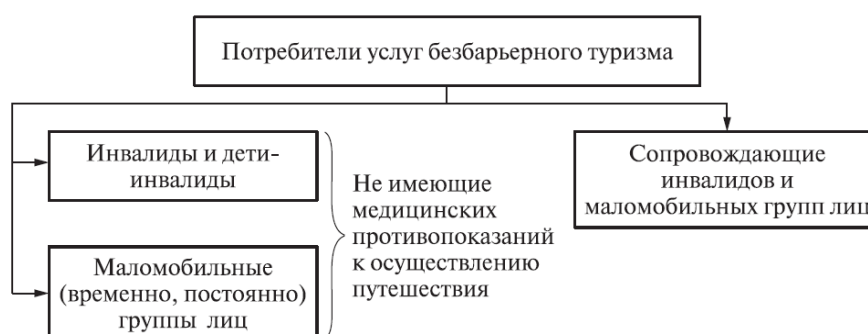 Потребители услуг безбарьерного туризма
Инвалиды и дети-
инвалиды
Маломобильные
(временно, постоянно)
группы лиц
Не имеющие
медицинских
противопоказаний
к осуществлению
путешествия
Сопровождающие
инвалидов и
маломобильных групп лиц